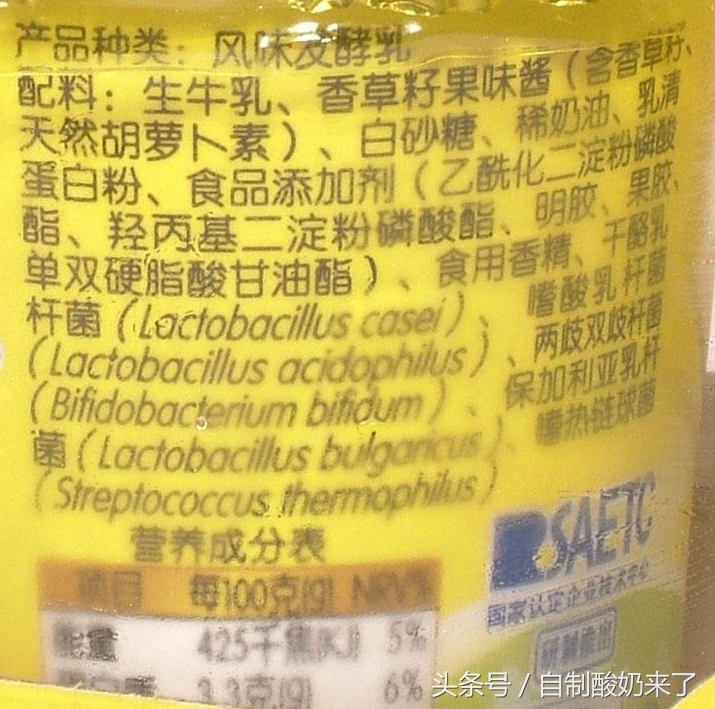 产品种类：风味发酵乳
配料：生牛乳、香草籽果味酱（含香草籽、
天然胡萝卜素）、白砂糖、稀奶油、乳清
蛋白粉、食品添加剂（乙酰化二淀粉磷酸
酯、羟丙基二淀粉磷酸酯、明胶、果胶、
单双硬脂酸甘油酯）、食用香精、干酪乳
杆菌（Lactobacillus casei）、嗜酸乳杆菌
（Lactobacillus acidophilus）、两歧双歧杆菌
（Bifidobacterium bifidum）、保加利亚乳杆
菌（Lactobacillus bulgaricus）、嗜热链球菌
（Streptococcus thermophilus）
SAETC
国家认定企业技术中心
研制推出
营养成分表
项目 每100克(g) NRV%
能量 425千焦(KJ) 5%
蛋白质 3.3克(g) 6%
头条号 / 自制酸奶来了